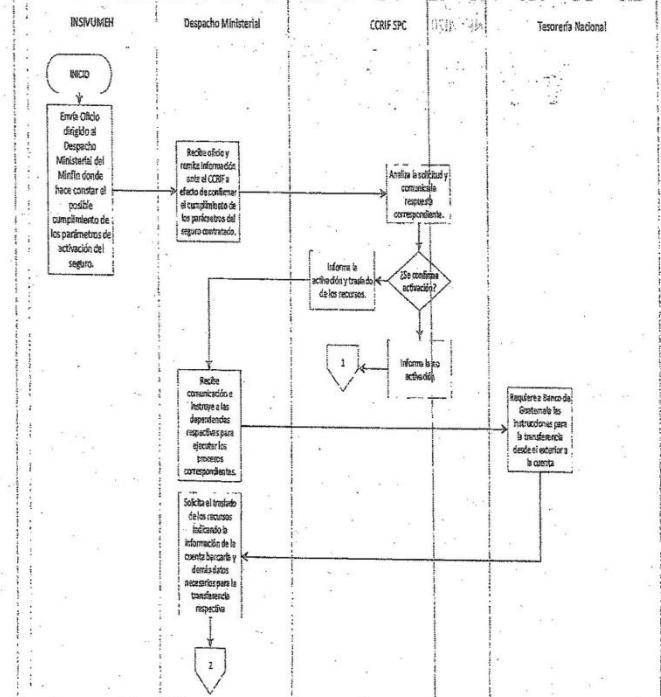 INSIVUMEH
Despacho Ministerial
CCRIF SPC
Tesorería Nacional
INICIO
Envía Oficio
dirigido al
Despacho
Ministerial del
Minfin donde
hace constar el
posible
cumplimiento de
los parámetros de
activación del
seguro.
Recibe oficio y
remite información
ante el CCRIF a
efecto de confirmar
el cumplimiento de
los parámetros del
seguro contratado.
Analiza la solicitud y
comunica la
respuesta
correspondiente.
¿Se confirma
activación?
Informa la
activación y traslado
de los recursos.
Informa la no
activación
1
Recibe
comunicación e
instruye a las
dependencias
respectivas para
ejecutar los
procesos
correspondientes.
Requiere a Banco de
Guatemala las
instrucciones para
la transferencia
desde el exterior a
la cuenta
Solicita el traslado
de los recursos
indicando la
información de la
cuenta bancaria y
demás datos
necesarios para la
transferencia
respectiva
2